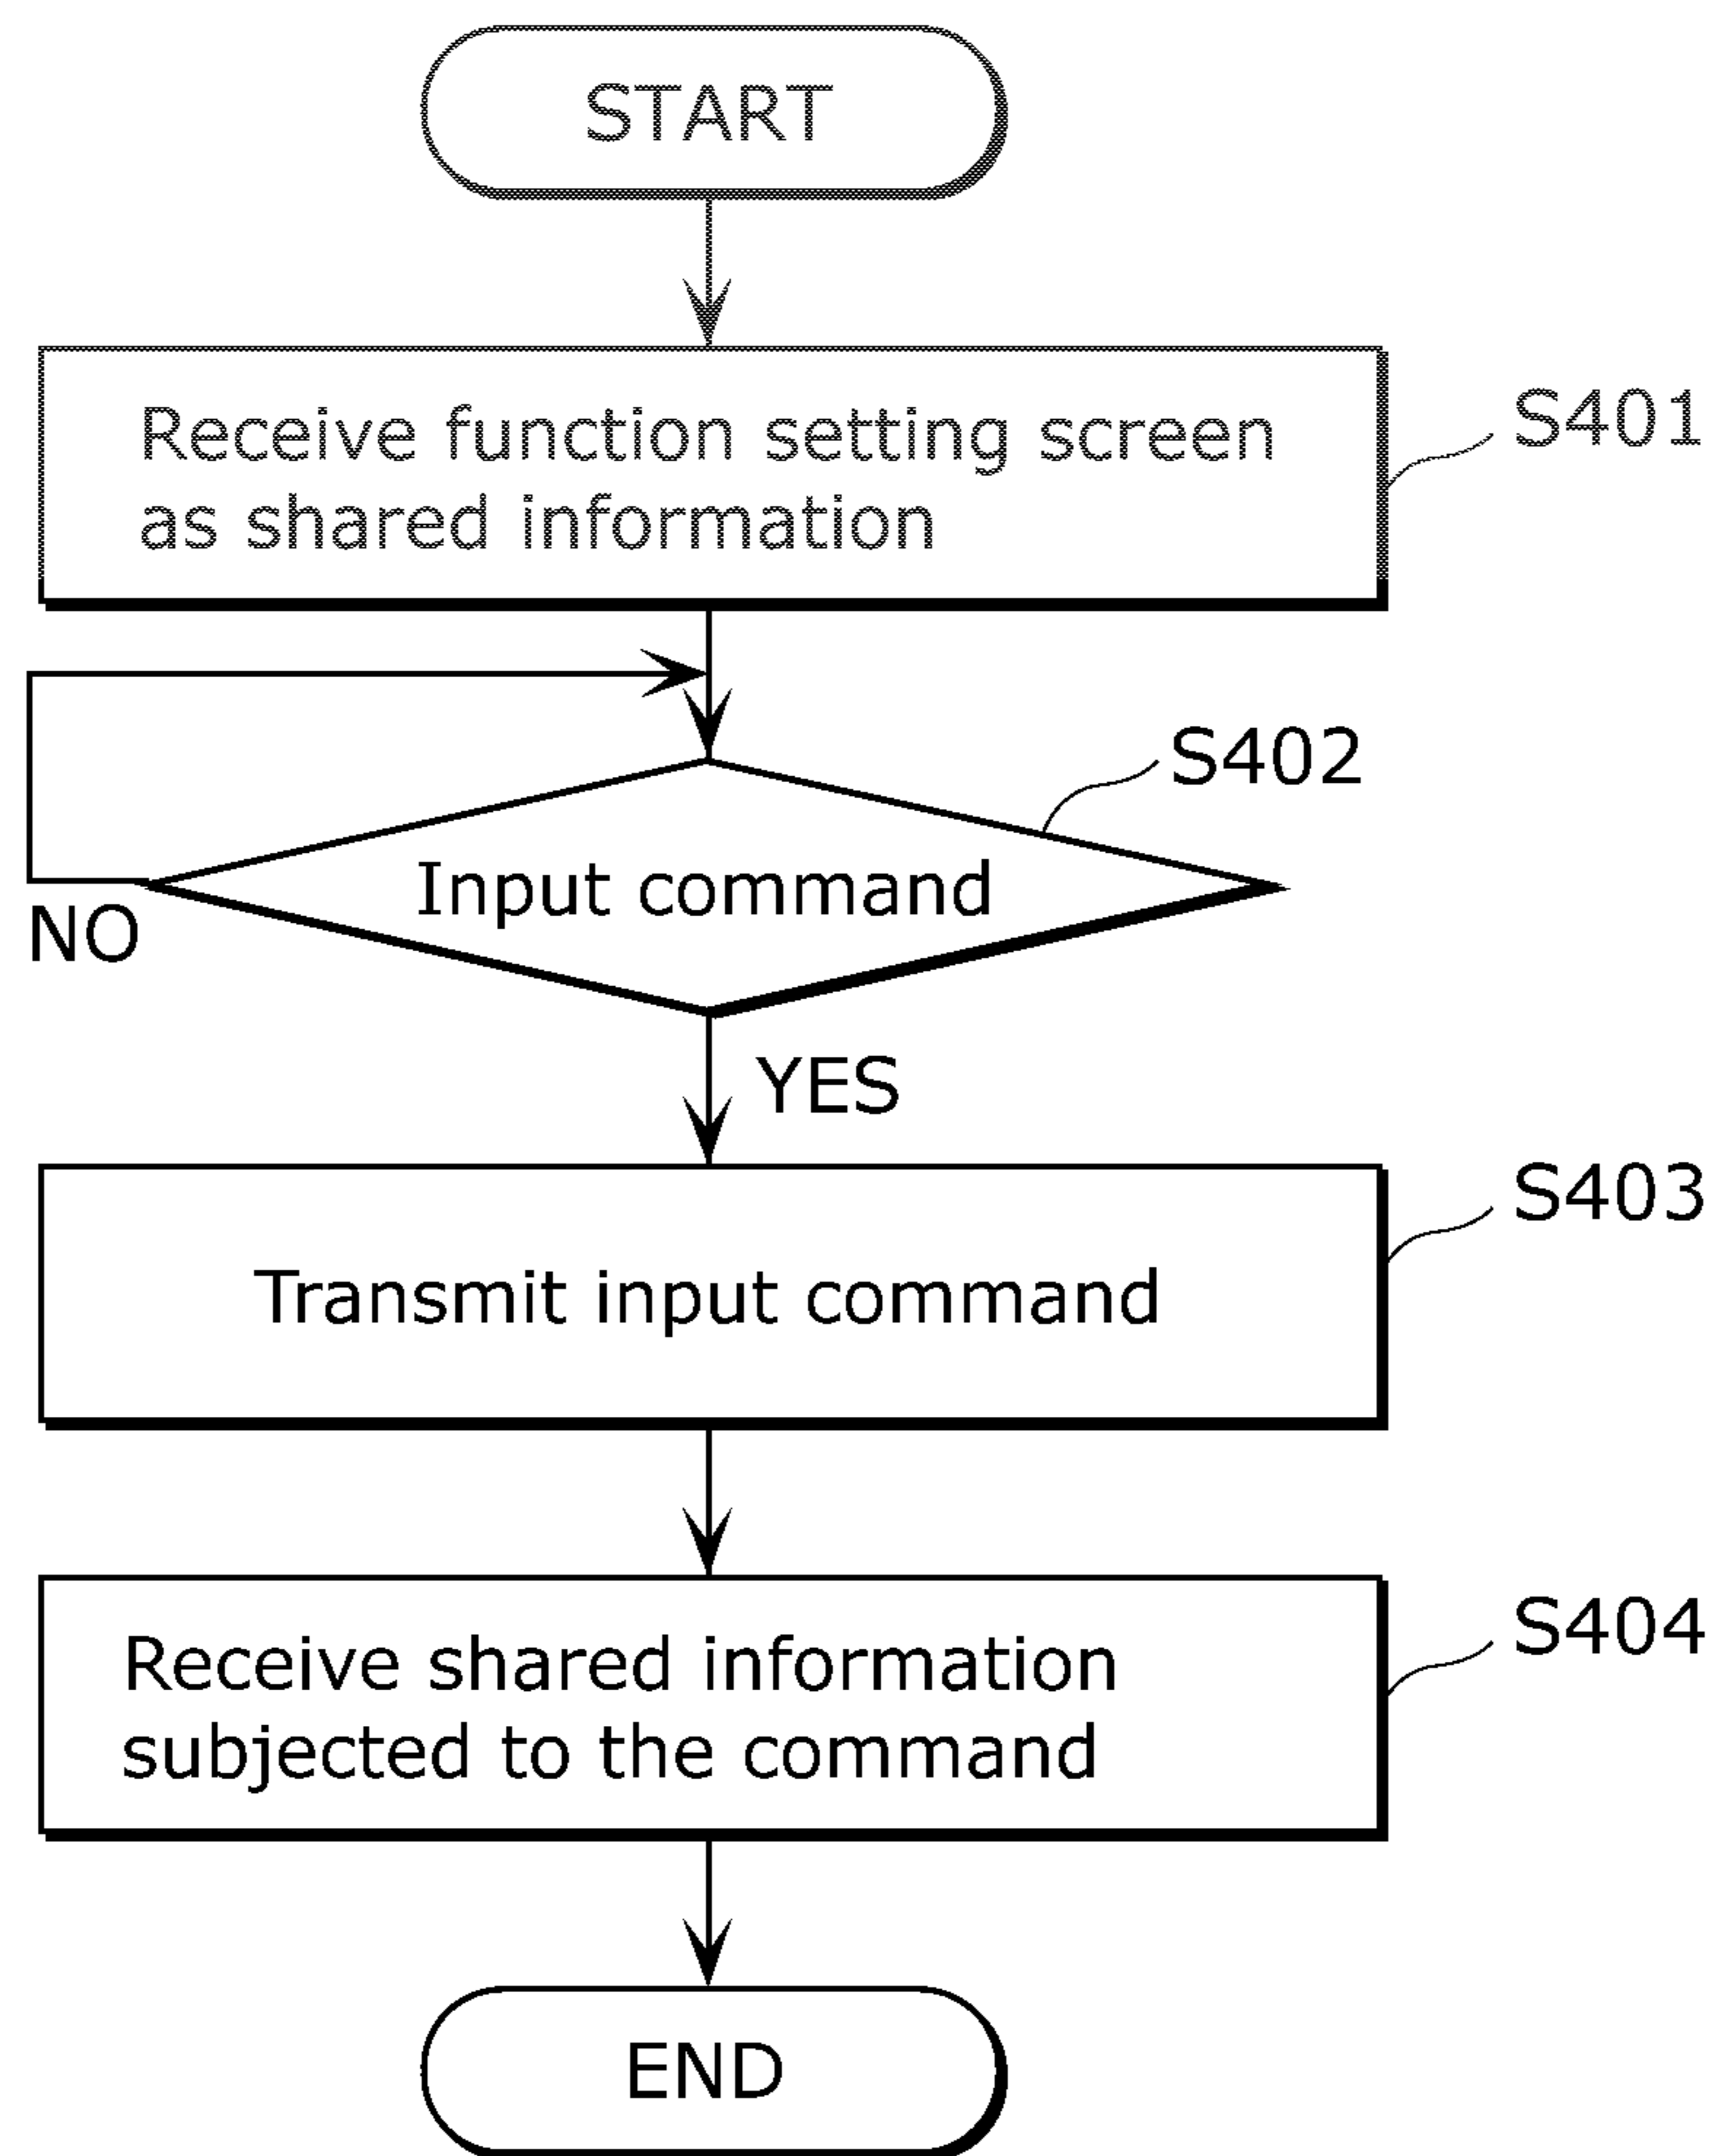 START
Receive function setting screen
as shared information
S401
S402
Input command
NO
YES
S403
Transmit input command
S404
Receive shared information
subjected to the command
END